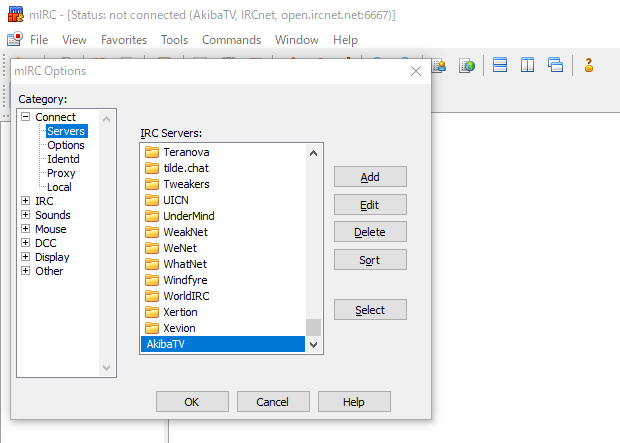 mIRC - [Status: not connected (AkibaTV, IRCnet, open.ircnet.net:6667)]
File View Favorites Tools Commands Window Help
mIRC Options
Category:
Connect
Servers
Options
Identd
Proxy
Local
IRC
Sounds
Mouse
DCC
Display
Other
IRC Servers:
Teranova
tilde.chat
Tweakers
UICN
UnderMind
WeakNet
WeNet
WhatNet
Windfyre
WorldIRC
Xertion
Xevion
AkibaTV
Add
Edit
Delete
Sort
Select
OK Cancel Help